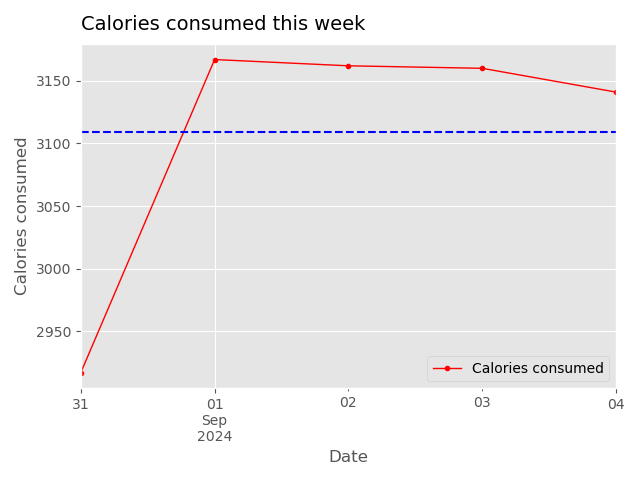 Calories consumed this week
Calories consumed
3150
3100
3050
3000
2950
Calories consumed
31
01
Sep
2024
02
03
04
Date